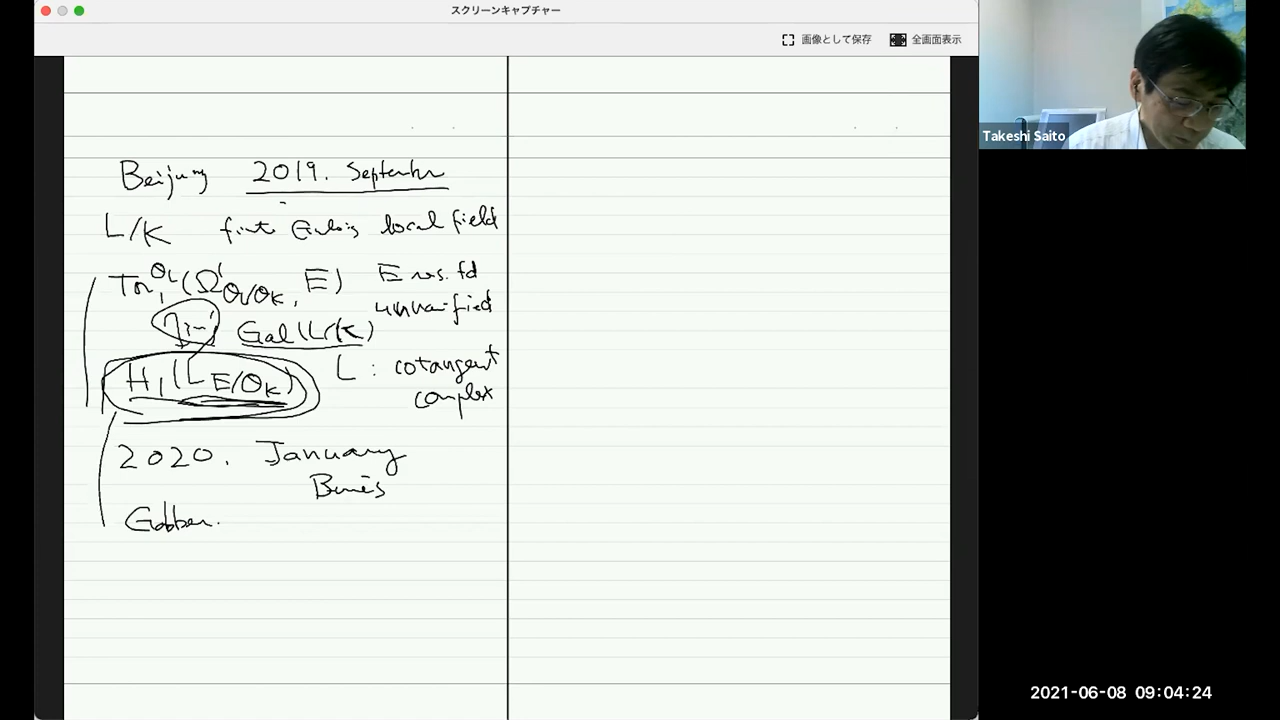 スクリーンキャプチャー
画像として保存 全画面表示
Beijing 2019. September
L/K finite Galois local field
Tor₁^{O_L}(Ω¹_{O_L/O_K}, E) E res. fd
unramified
Gal(L/K)
H₁(L_{E/O_K}) L : cotangent
complex
2020. January
Gabber.
Takeshi Saito
2021-06-08 09:04:24